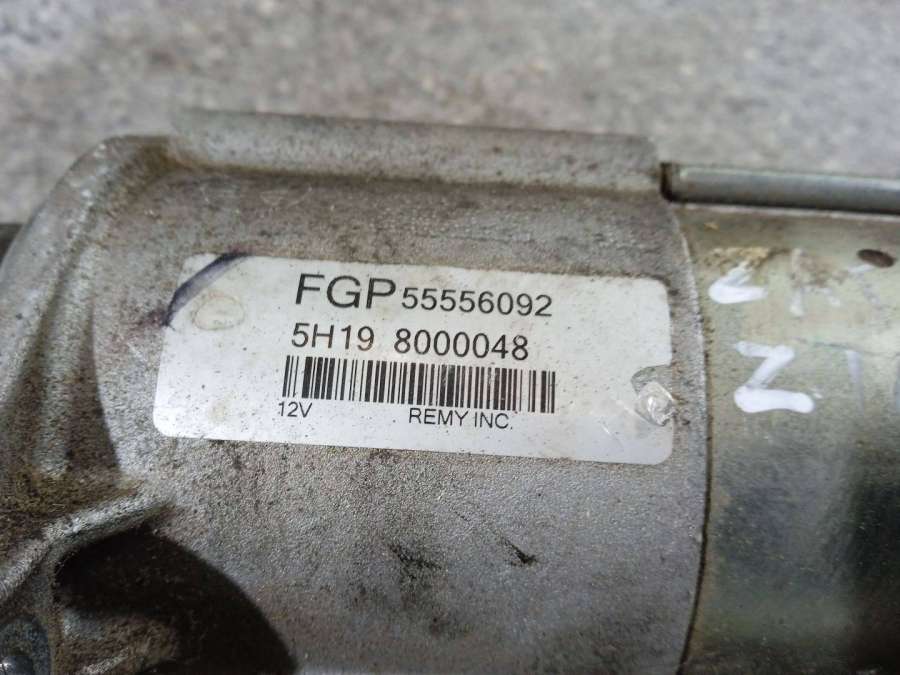 FGP 55556092
5H19 8000048
12V REMY INC.